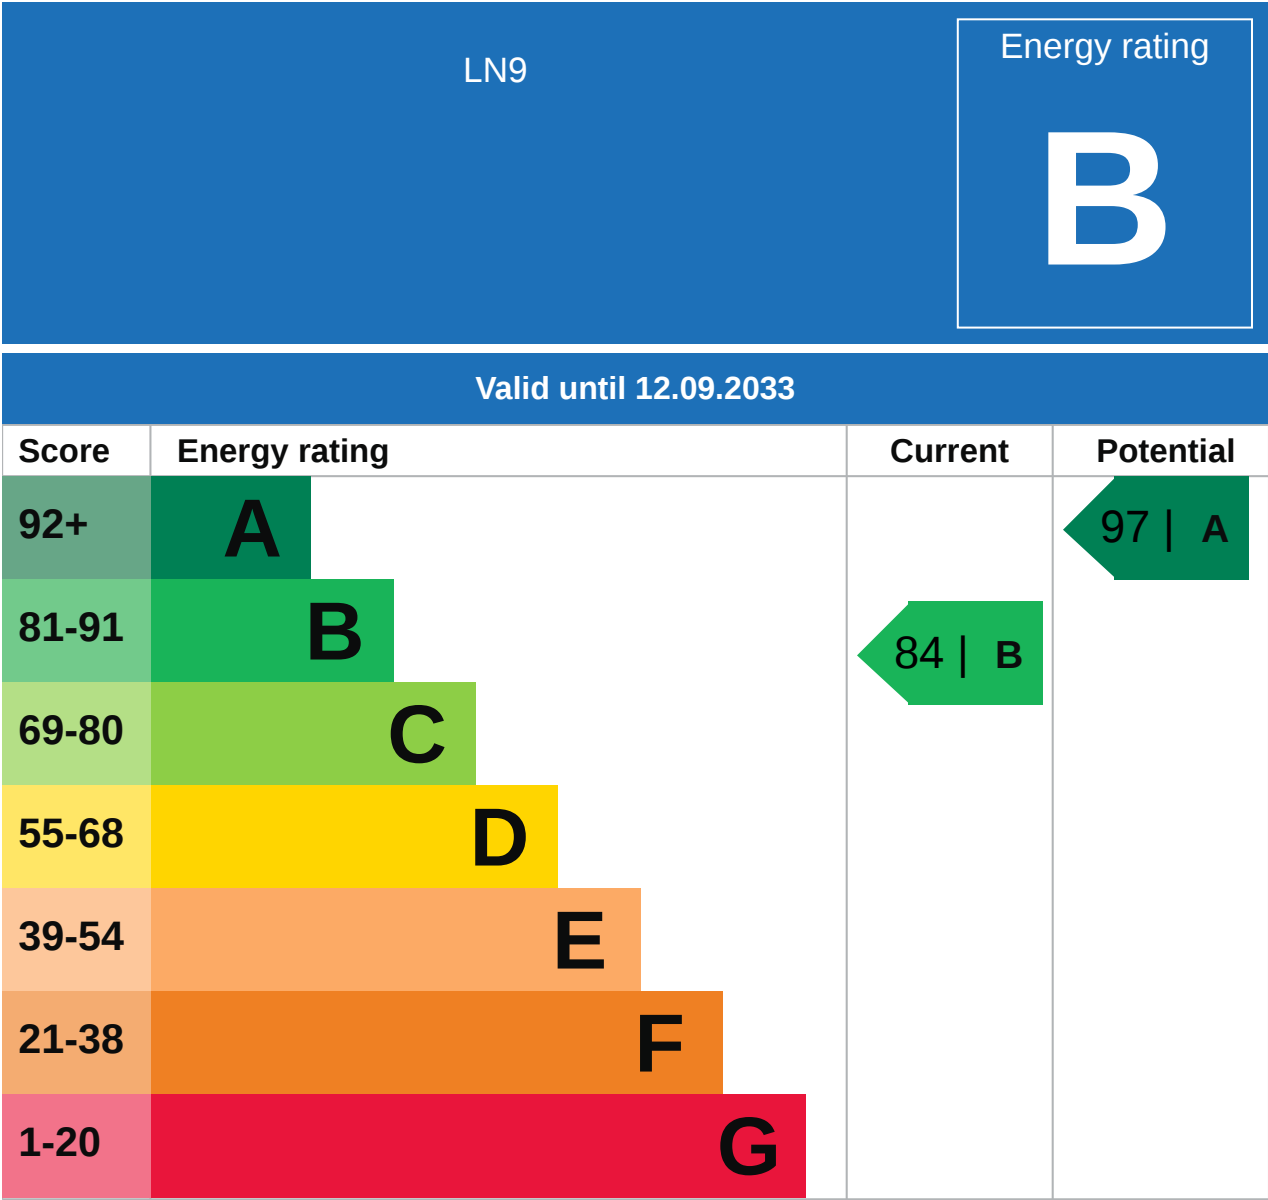 LN9
Energy rating
B
Valid until 12.09.2033
Score Energy rating Current Potential
92+ A 97 | A
81-91 B 84 | B
69-80 C
55-68 D
39-54 E
21-38 F
1-20 G